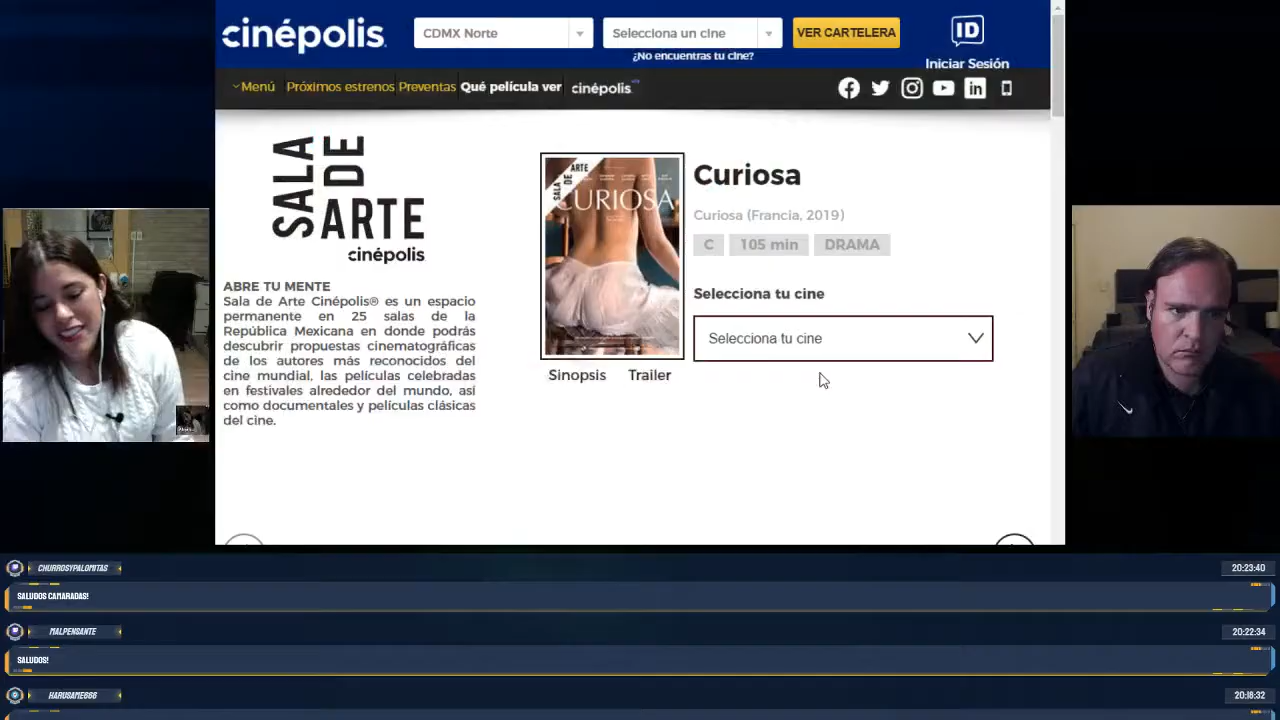 cinépolis.
CDMX Norte
Selecciona un cine
VER CARTELERA
ID
¿No encuentras tu cine?
Iniciar Sesión
Menú
Próximos estrenos
Preventas
Qué película ver
cinépolis
SALA
DE
ARTE
cinépolis
ABRE TU MENTE
Sala de Arte Cinépolis® es un espacio
permanente en 25 salas de la
República Mexicana en donde podrás
descubrir propuestas cinematográficas
de los autores más reconocidos del
cine mundial, las películas celebradas
en festivales alrededor del mundo, así
como documentales y películas clásicas
del cine.
SALA DE ARTE
CURIOSA
Sinopsis
Trailer
Curiosa
Curiosa (Francia, 2019)
C
105 min
DRAMA
Selecciona tu cine
Selecciona tu cine
CHURROSYPALOMITAS
20:23:40
SALUDOS CAMARADAS!
MALPENSANTE
20:22:34
SALUDOS!
HARUSAME666
20:16:32